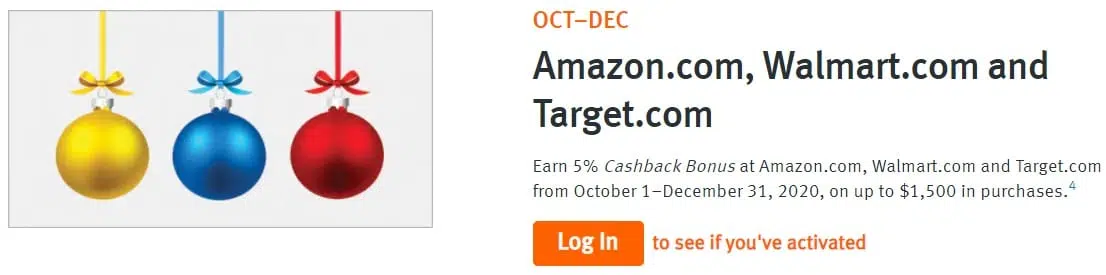 OCT–DEC
Amazon.com, Walmart.com and
Target.com
Earn 5% Cashback Bonus at Amazon.com, Walmart.com and Target.com
from October 1–December 31, 2020, on up to $1,500 in purchases.4
Log In to see if you've activated